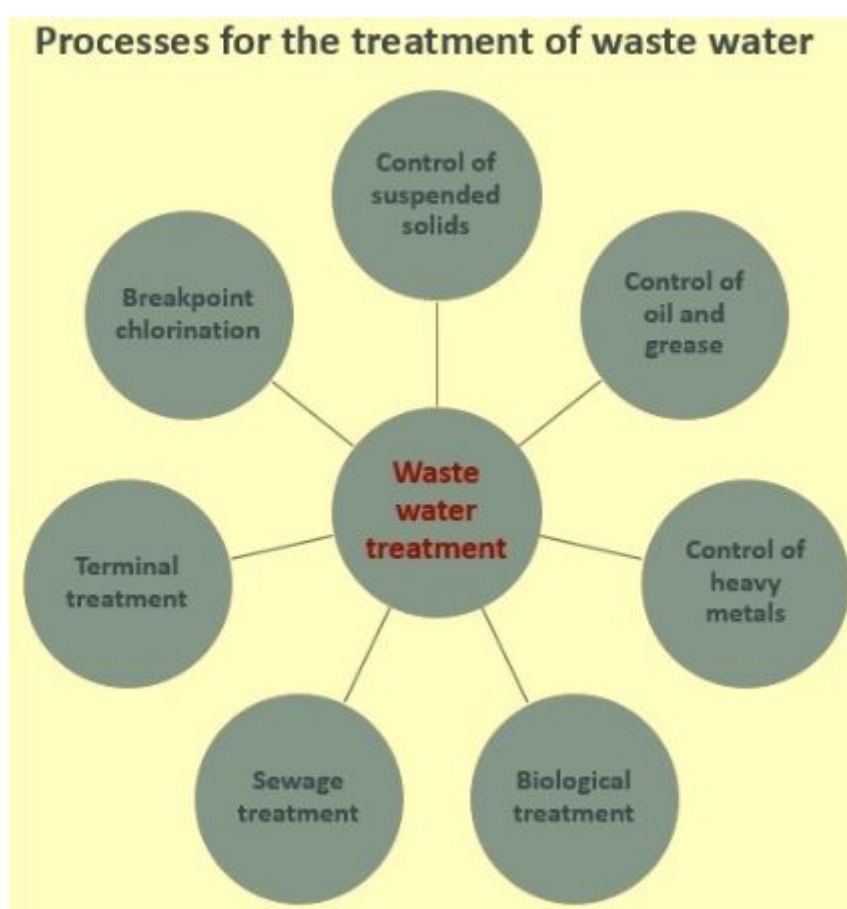 Processes for the treatment of waste water
Control of
suspended
solids
Control of
oil and
grease
Control of
heavy
metals
Biological
treatment
Sewage
treatment
Terminal
treatment
Breakpoint
chlorination
Waste
water
treatment